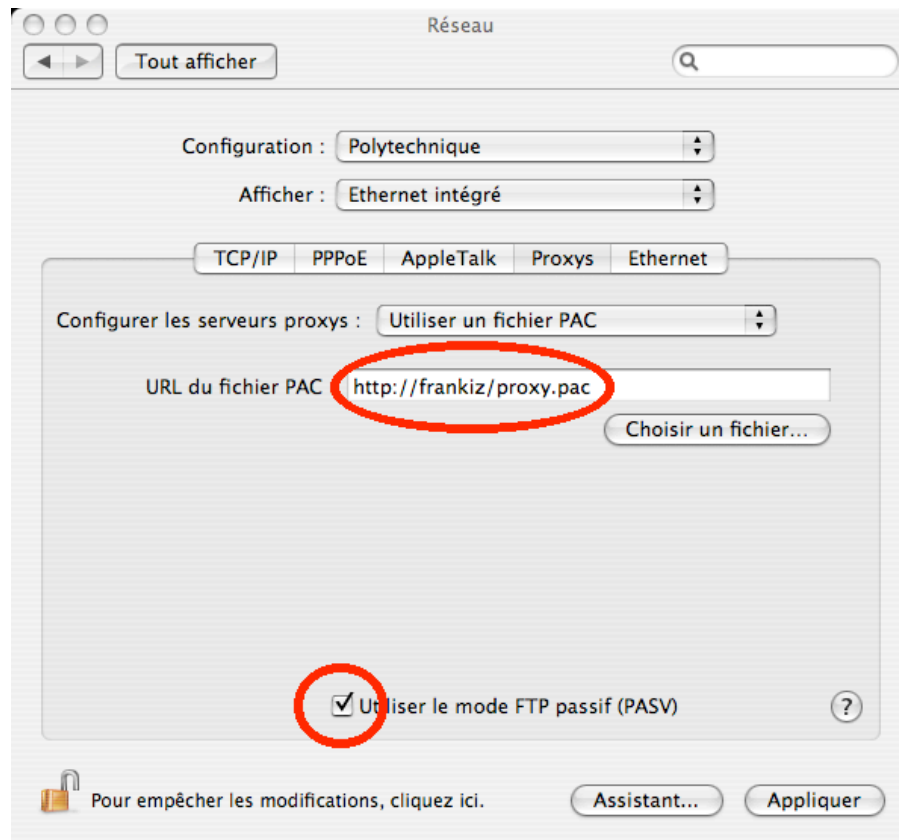 Réseau
Tout afficher
Configuration : Polytechnique
Afficher : Ethernet intégré
TCP/IP PPPoE AppleTalk Proxys Ethernet
Configurer les serveurs proxys : Utiliser un fichier PAC
URL du fichier PAC http://frankiz/proxy.pac
Choisir un fichier...
Utiliser le mode FTP passif (PASV) ?
Pour empêcher les modifications, cliquez ici. Assistant... Appliquer